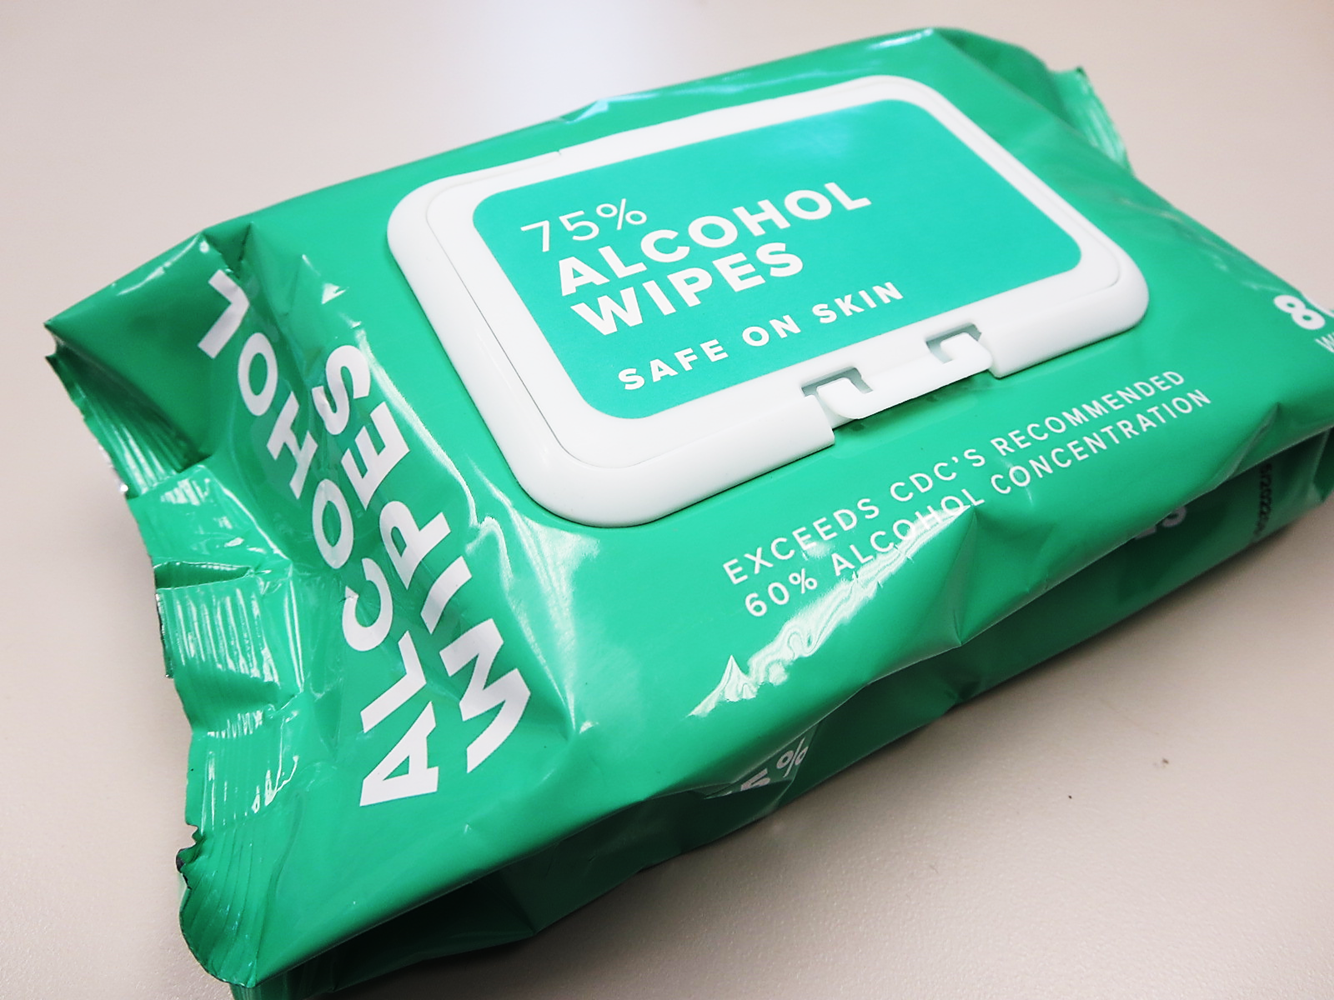 75%
ALCOHOL
WIPES
SAFE ON SKIN
EXCEEDS CDC'S RECOMMENDED
60% ALCOHOL CONCENTRATION
ALCOHOL
WIPES